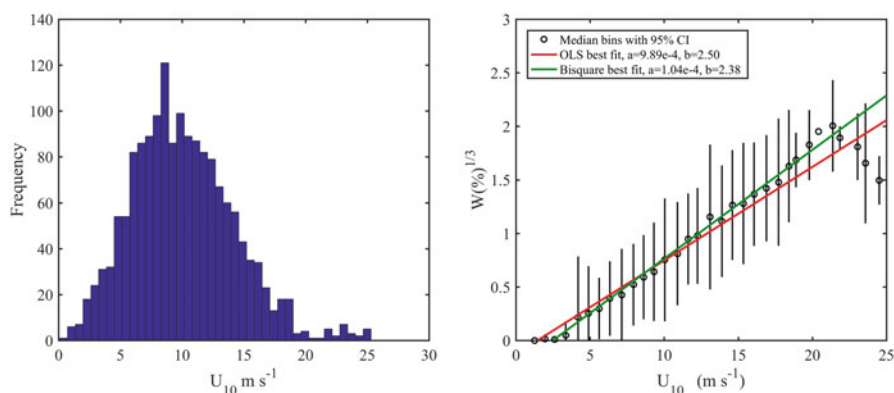 140
120
100
80
60
40
20
0
Frequency
0 5 10 15 20 25 30
U10 m s-1
3
2.5
2
1.5
1
0.5
0
W(%)1/3
Median bins with 95% CI
OLS best fit, a=9.89e-4, b=2.50
Bisquare best fit, a=1.04e-4, b=2.38
0 5 10 15 20 25
U10 (m s-1)